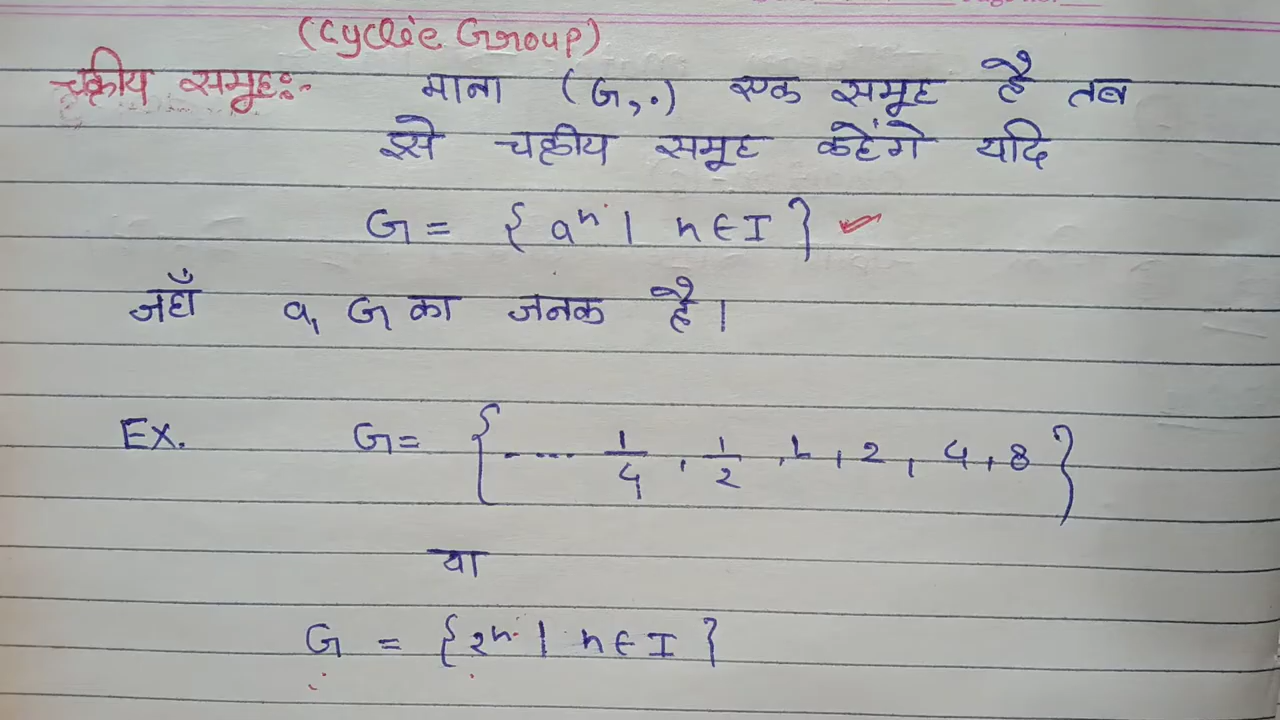 (Cyclic Group)
चक्रीय समूह:- माना (G, .) एक समूह है तब
इसे चक्रीय समूह कहेंगे यदि
G = { aⁿ | n ∈ I }
जहाँ a, G का जनक है।
Ex. G = { ..... 1/4, 1/2, 1, 2, 4, 8 }
या
G = { 2ⁿ | n ∈ I }